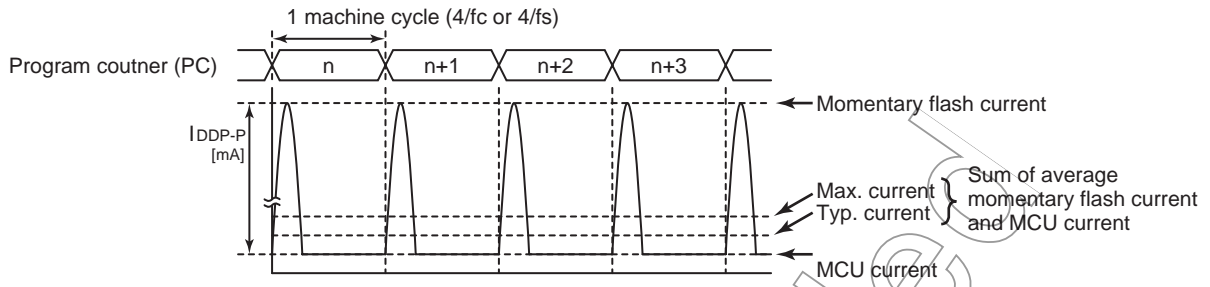 1 machine cycle (4/fc or 4/fs)
Program coutner (PC)
n
n+1
n+2
n+3
Momentary flash current
IDDP-P
[mA]
Max. current
Typ. current
Sum of average
momentary flash current
and MCU current
MCU current